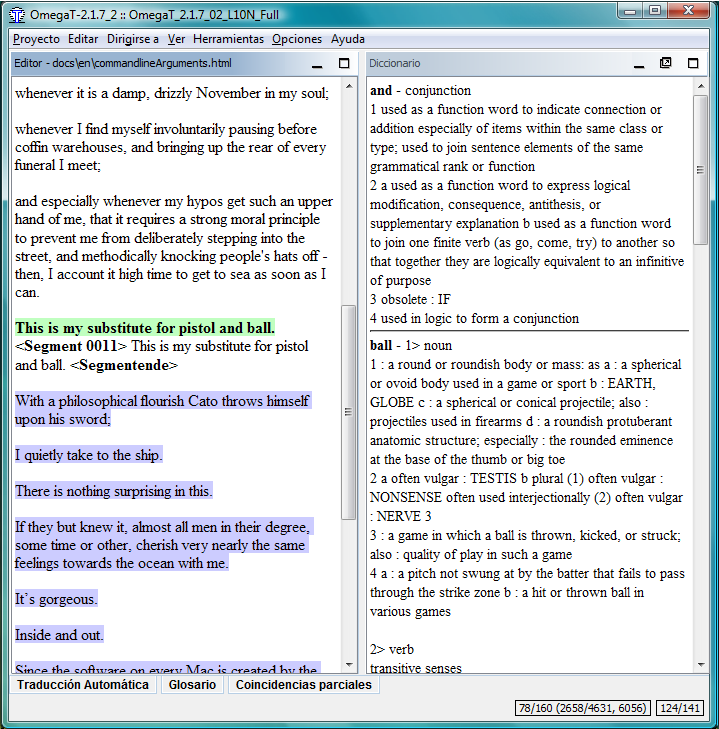 OmegaT-2.1.7_2 :: OmegaT_2.1.7_02_L10N_Full
Proyecto Editar Dirigirse a Ver Herramientas Opciones Ayuda
Editor - docs\en\commandlineArguments.html
whenever it is a damp, drizzly November in my soul;
whenever I find myself involuntarily pausing before
coffin warehouses, and bringing up the rear of every
funeral I meet;
and especially whenever my hypos get such an upper
hand of me, that it requires a strong moral principle
to prevent me from deliberately stepping into the
street, and methodically knocking people's hats off -
then, I account it high time to get to sea as soon as I
can.
This is my substitute for pistol and ball.
<Segment 0011> This is my substitute for pistol
and ball. <Segmentende>
With a philosophical flourish Cato throws himself
upon his sword;
I quietly take to the ship.
There is nothing surprising in this.
If they but knew it, almost all men in their degree,
some time or other, cherish very nearly the same
feelings towards the ocean with me.
It's gorgeous.
Inside and out.
Since the software on every Mac is created by the
Diccionario
and - conjunction
1 used as a function word to indicate connection or
addition especially of items within the same class or
type; used to join sentence elements of the same
grammatical rank or function
2 a used as a function word to express logical
modification, consequence, antithesis, or
supplementary explanation b used as a function word
to join one finite verb (as go, come, try) to another so
that together they are logically equivalent to an infinitive
of purpose
3 obsolete : IF
4 used in logic to form a conjunction
ball - 1> noun
1 : a round or roundish body or mass: as a : a spherical
or ovoid body used in a game or sport b : EARTH,
GLOBE c : a spherical or conical projectile; also :
projectiles used in firearms d : a roundish protuberant
anatomic structure; especially : the rounded eminence
at the base of the thumb or big toe
2 a often vulgar : TESTIS b plural (1) often vulgar :
NONSENSE often used interjectionally (2) often vulgar
: NERVE 3
3 : a game in which a ball is thrown, kicked, or struck;
also : quality of play in such a game
4 a : a pitch not swung at by the batter that fails to pass
through the strike zone b : a hit or thrown ball in
various games
2> verb
transitive senses
Traducción Automática Glosario Coincidencias parciales
78/160 (2658/4631, 6056) 124/141